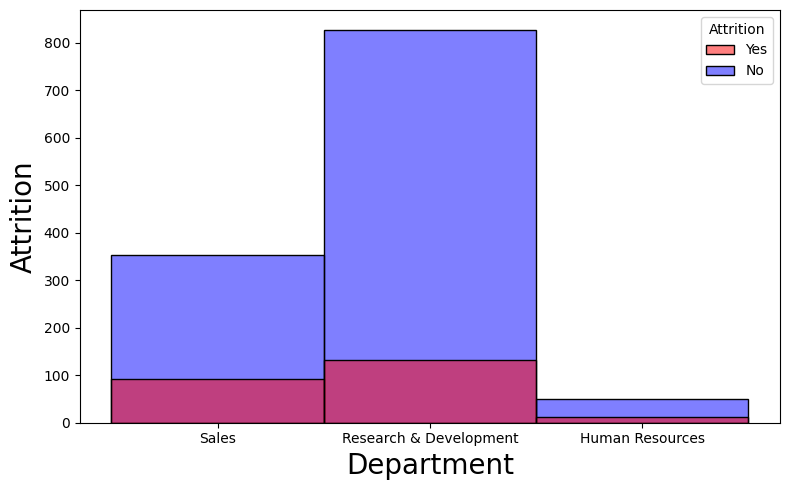 Attrition
Yes
No
800
700
600
500
400
300
200
100
0
Attrition
Sales
Research & Development
Human Resources
Department